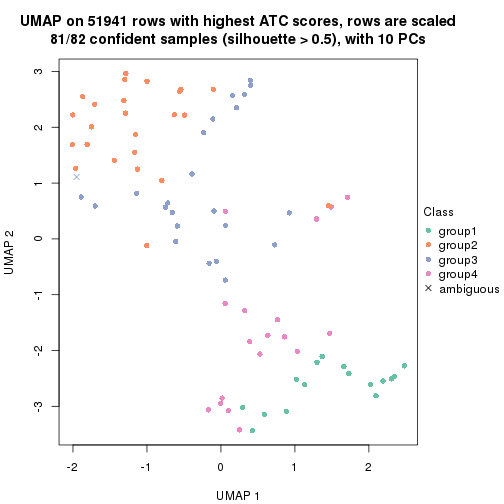 UMAP on 51941 rows with highest ATC scores, rows are scaled
81/82 confident samples (silhouette > 0.5), with 10 PCs
3
2
1
0
-1
-2
-3
UMAP 2
-2
-1
0
1
2
UMAP 1
Class
group1
group2
group3
group4
ambiguous